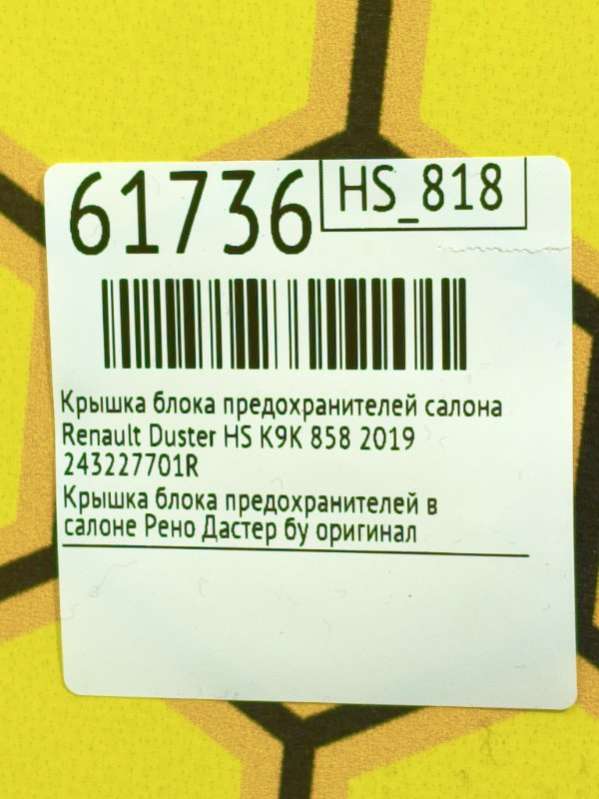 61736
HS_818
Крышка блока предохранителей салона
Renault Duster HS K9K 858 2019
243227701R
Крышка блока предохранителей в
салоне Рено Дастер бу оригинал